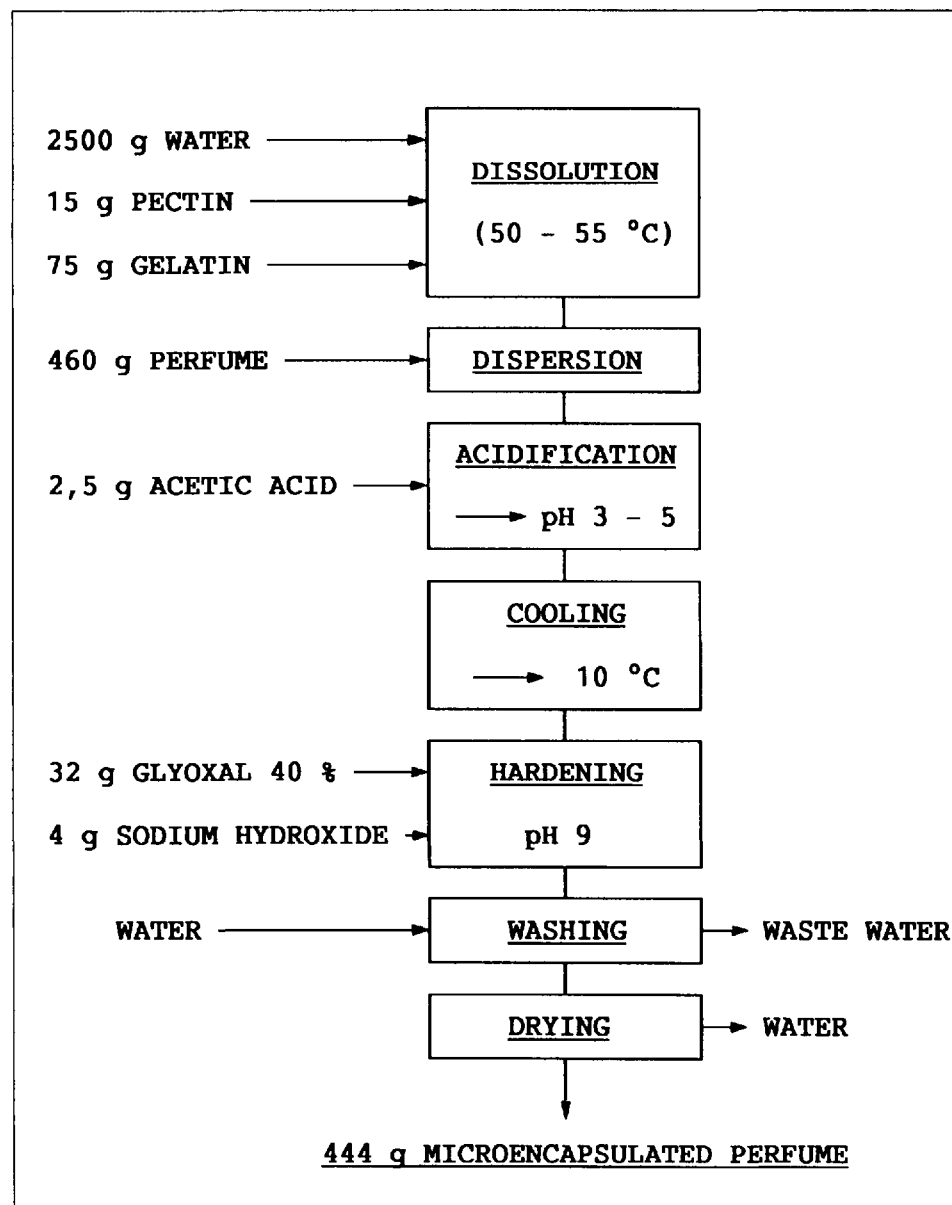 2500 g WATER
DISSOLUTION
15 g PECTIN
(50 - 55 °C)
75 g GELATIN
460 g PERFUME
DISPERSION
ACIDIFICATION
2,5 g ACETIC ACID
pH 3 - 5
COOLING
10 °C
32 g GLYOXAL 40 %
HARDENING
4 g SODIUM HYDROXIDE
pH 9
WATER
WASHING
WASTE WATER
DRYING
WATER
444 g MICROENCAPSULATED PERFUME